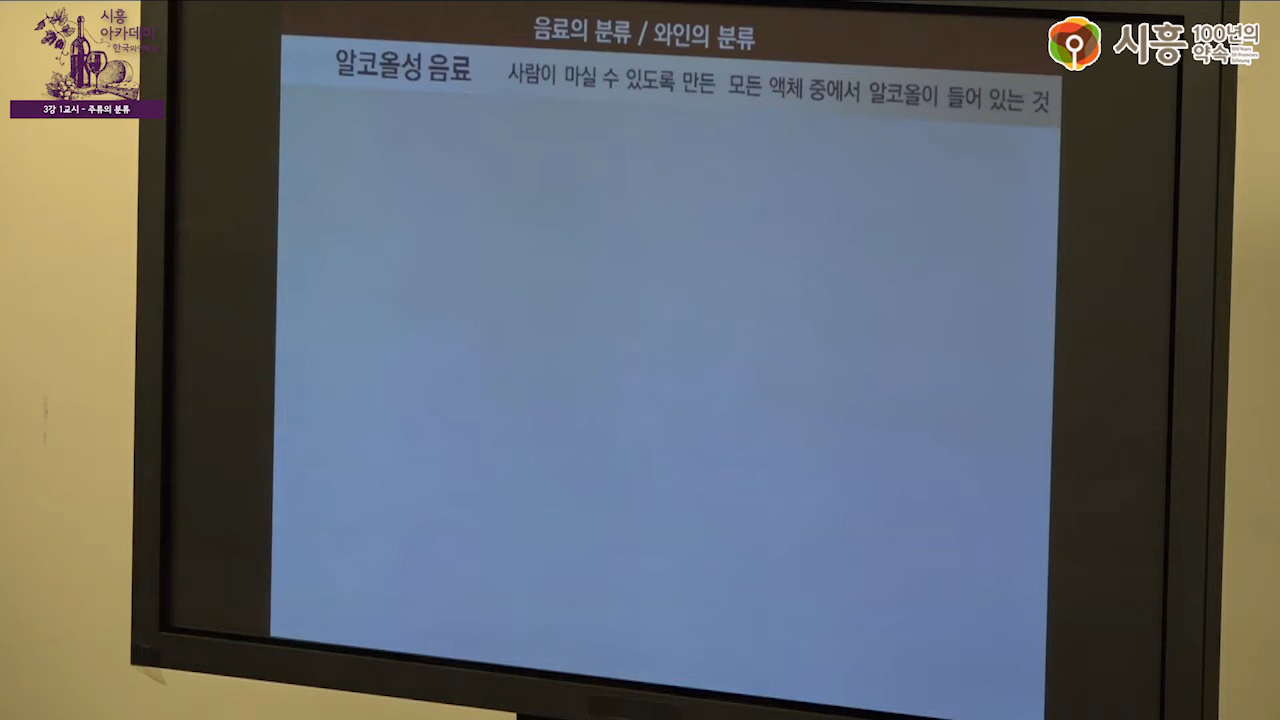 시흥
아카데미
3강 1교시 - 주류의 분류
음료의 분류 / 와인의 분류
알코올성 음료
사람이 마실 수 있도록 만든 모든 액체 중에서 알코올이 들어 있는 것
시흥
100년의
약속